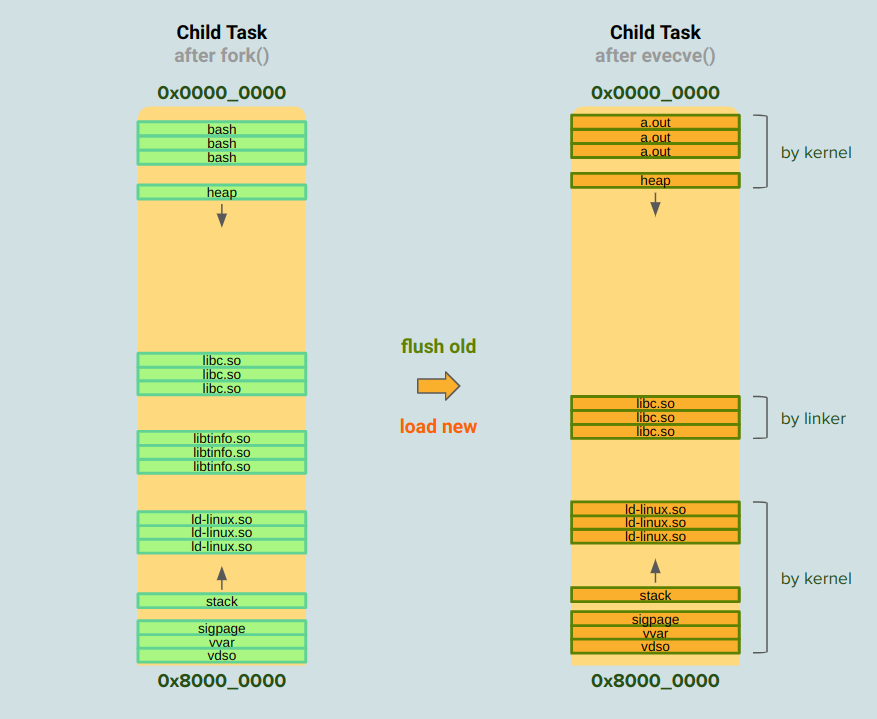 Child Task
after fork()
0x0000_0000
bash
bash
bash
heap
libc.so
libc.so
libc.so
libtinfo.so
libtinfo.so
libtinfo.so
ld-linux.so
ld-linux.so
ld-linux.so
stack
sigpage
vvar
vdso
0x8000_0000
flush old
load new
Child Task
after evecve()
0x0000_0000
a.out
a.out
a.out
heap
by kernel
libc.so
libc.so
libc.so
by linker
ld-linux.so
ld-linux.so
ld-linux.so
stack
sigpage
vvar
vdso
by kernel
0x8000_0000